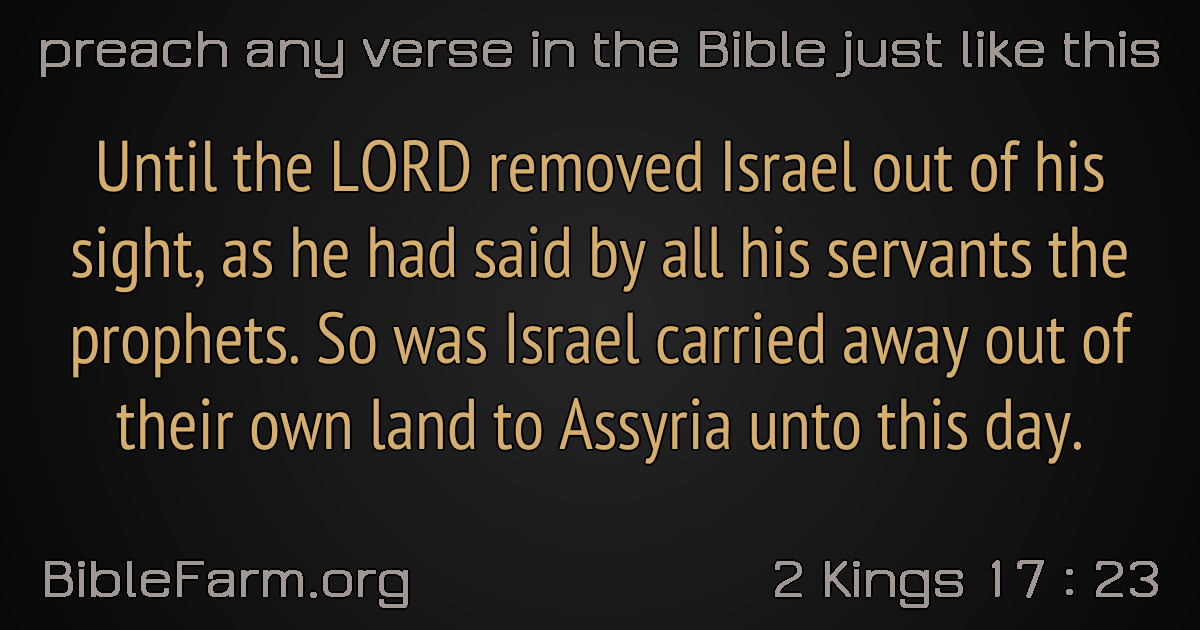 preach any verse in the Bible just like this
Until the LORD removed Israel out of his
sight, as he had said by all his servants the
prophets. So was Israel carried away out of
their own land to Assyria unto this day.
BibleFarm.org
2 Kings 17 : 23